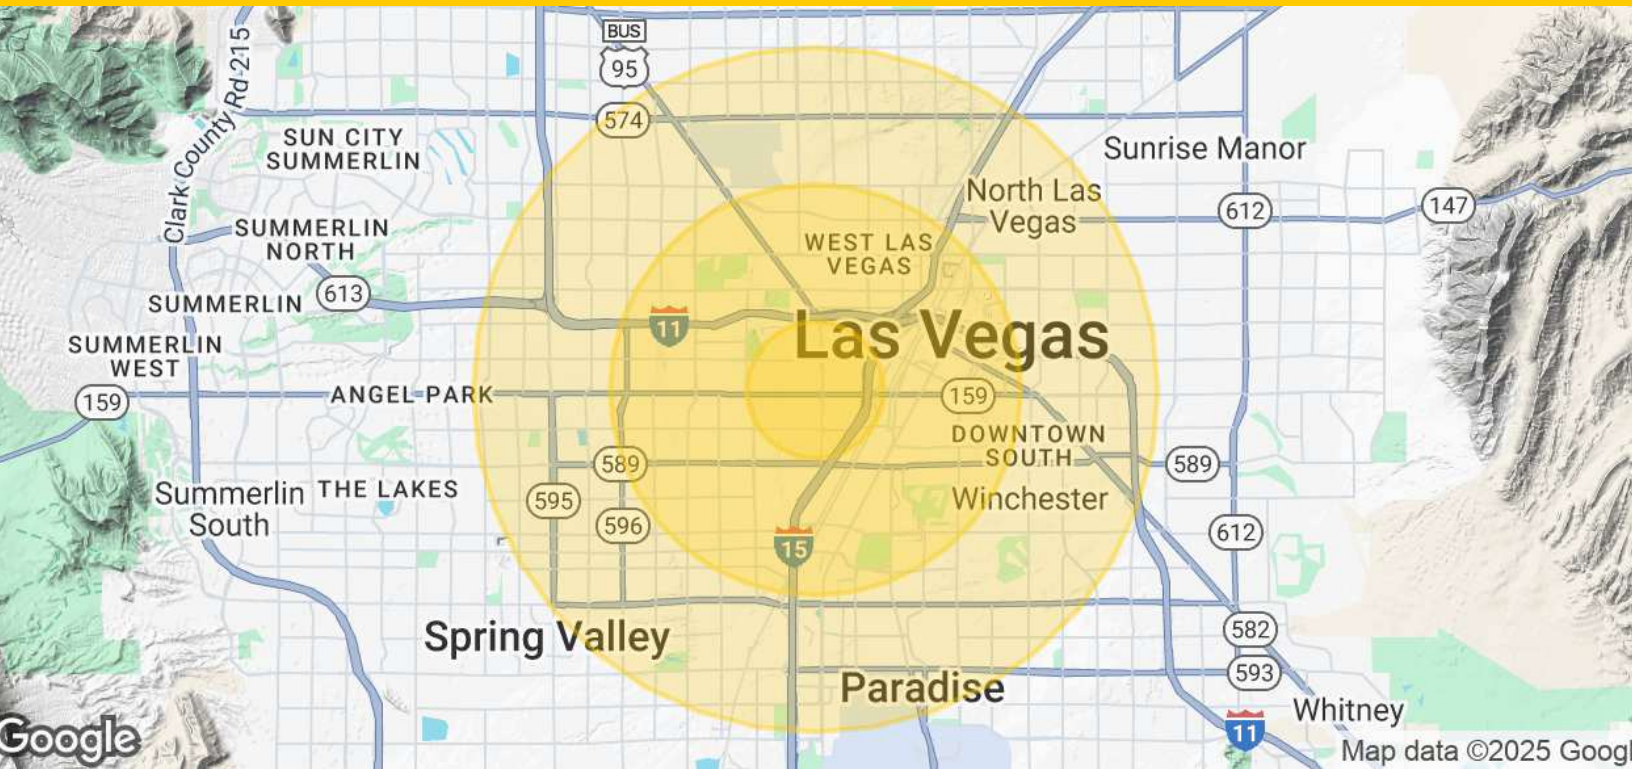 BUS
95
574
Clark County Rd 215
SUN CITY
SUMMERLIN
Sunrise Manor
North Las
Vegas
612
147
SUMMERLIN
NORTH
WEST LAS
VEGAS
613
SUMMERLIN
11
Las Vegas
SUMMERLIN
WEST
159
ANGEL PARK
159
DOWNTOWN
SOUTH
589
589
Summerlin
South
THE LAKES
595
596
Winchester
612
15
Spring Valley
582
593
Paradise
Whitney
11
Google
Map data ©2025 Googl